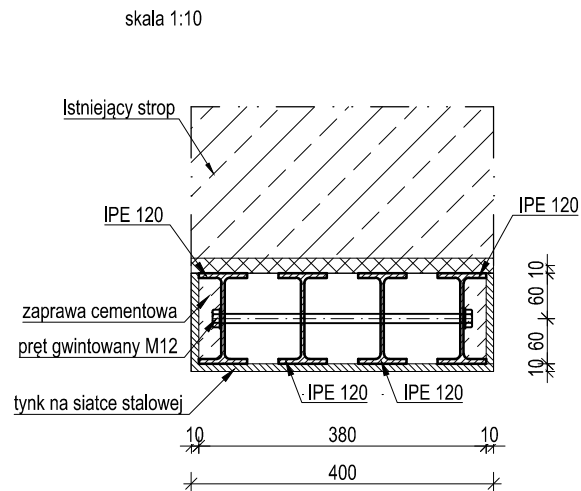 skala 1:10
Istniejący strop
IPE 120
IPE 120
zaprawa cementowa
pręt gwintowany M12
tynk na siatce stalowej
IPE 120
IPE 120
10
60
60
10
10
380
10
400